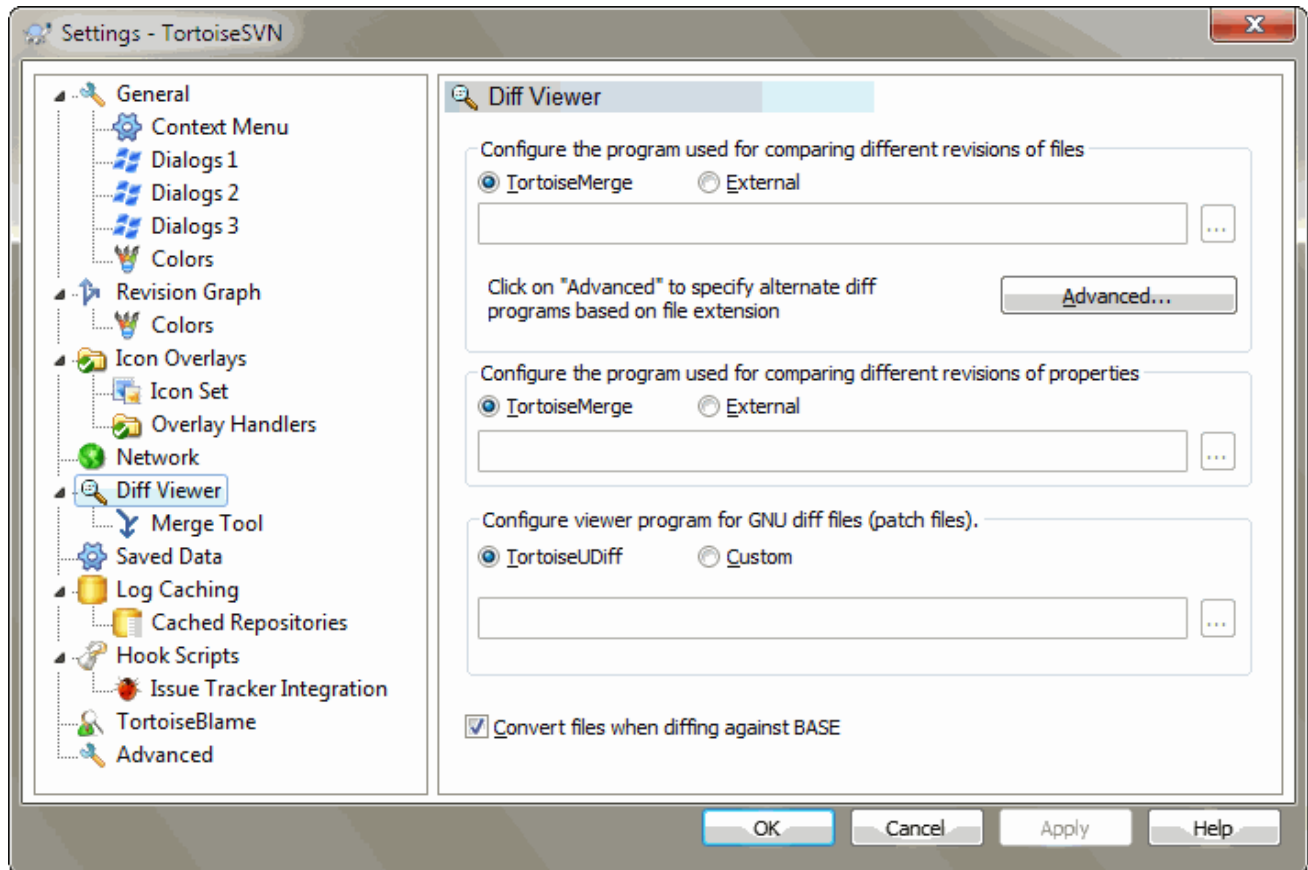 Settings - TortoiseSVN
General
Context Menu
Dialogs 1
Dialogs 2
Dialogs 3
Colors
Revision Graph
Colors
Icon Overlays
Icon Set
Overlay Handlers
Network
Diff Viewer
Merge Tool
Saved Data
Log Caching
Cached Repositories
Hook Scripts
Issue Tracker Integration
TortoiseBlame
Advanced
Diff Viewer
Configure the program used for comparing different revisions of files
TortoiseMerge External
...
Click on "Advanced" to specify alternate diff
programs based on file extension
Advanced...
Configure the program used for comparing different revisions of properties
TortoiseMerge External
...
Configure viewer program for GNU diff files (patch files).
TortoiseUDiff Custom
...
Convert files when diffing against BASE
OK Cancel Apply Help